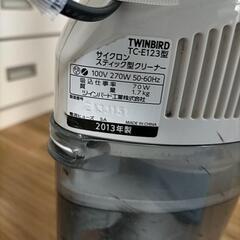 TWINBIRD
TC-E123型
サイクロン
スティック型クリーナー
100V 270W 50-60Hz
吸込仕事率 70W
質量 1.7kg
ツインバード工業株式会社
MADE IN CHINA
2013年製